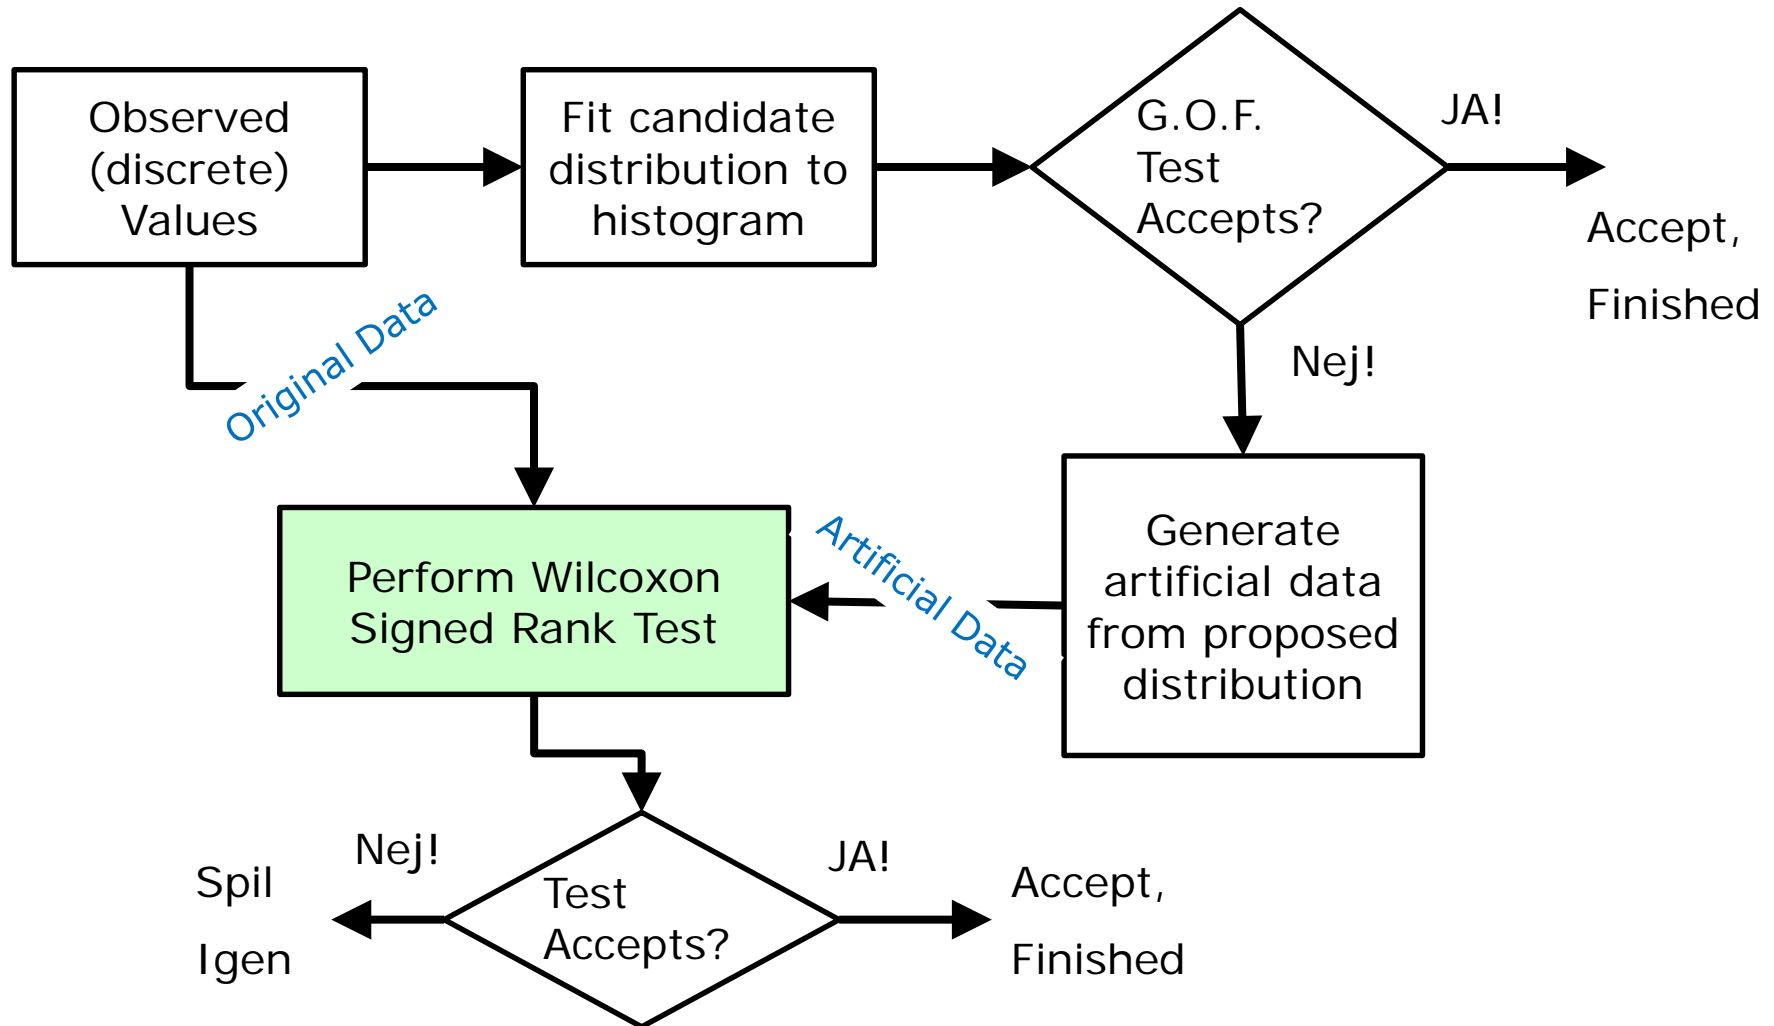 Observed
(discrete)
Values
Fit candidate
distribution to
histogram
G.O.F.
Test
Accepts?
JA!
Accept,
Finished
Nej!
Original Data
Perform Wilcoxon
Signed Rank Test
Artificial Data
Generate
artificial data
from proposed
distribution
Nej!
Spil
Igen
Test
Accepts?
JA!
Accept,
Finished